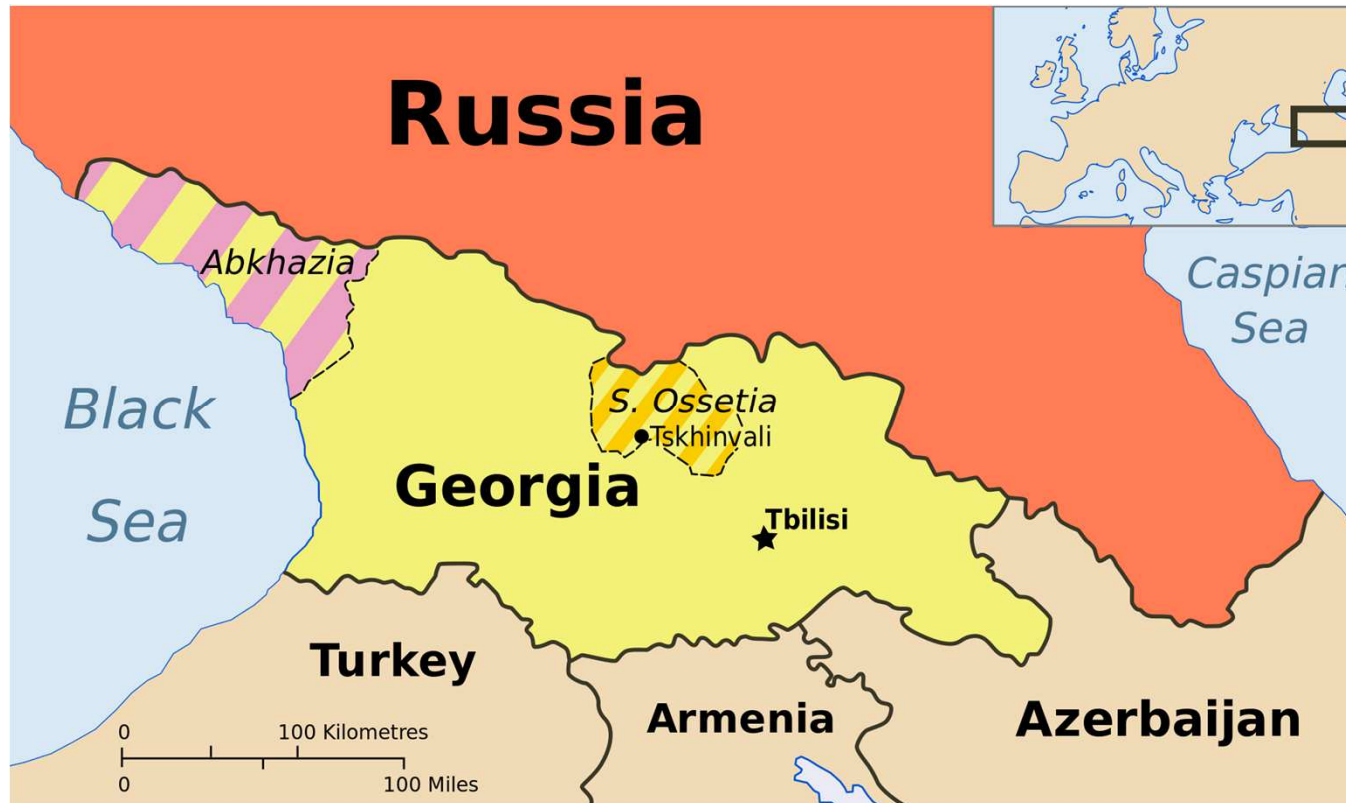 Russia
Abkhazia
Caspian
Sea
Black
Sea
S. Ossetia
Tskhinvali
Georgia
Tbilisi
Turkey
Armenia
Azerbaijan
0 100 Kilometres
0 100 Miles